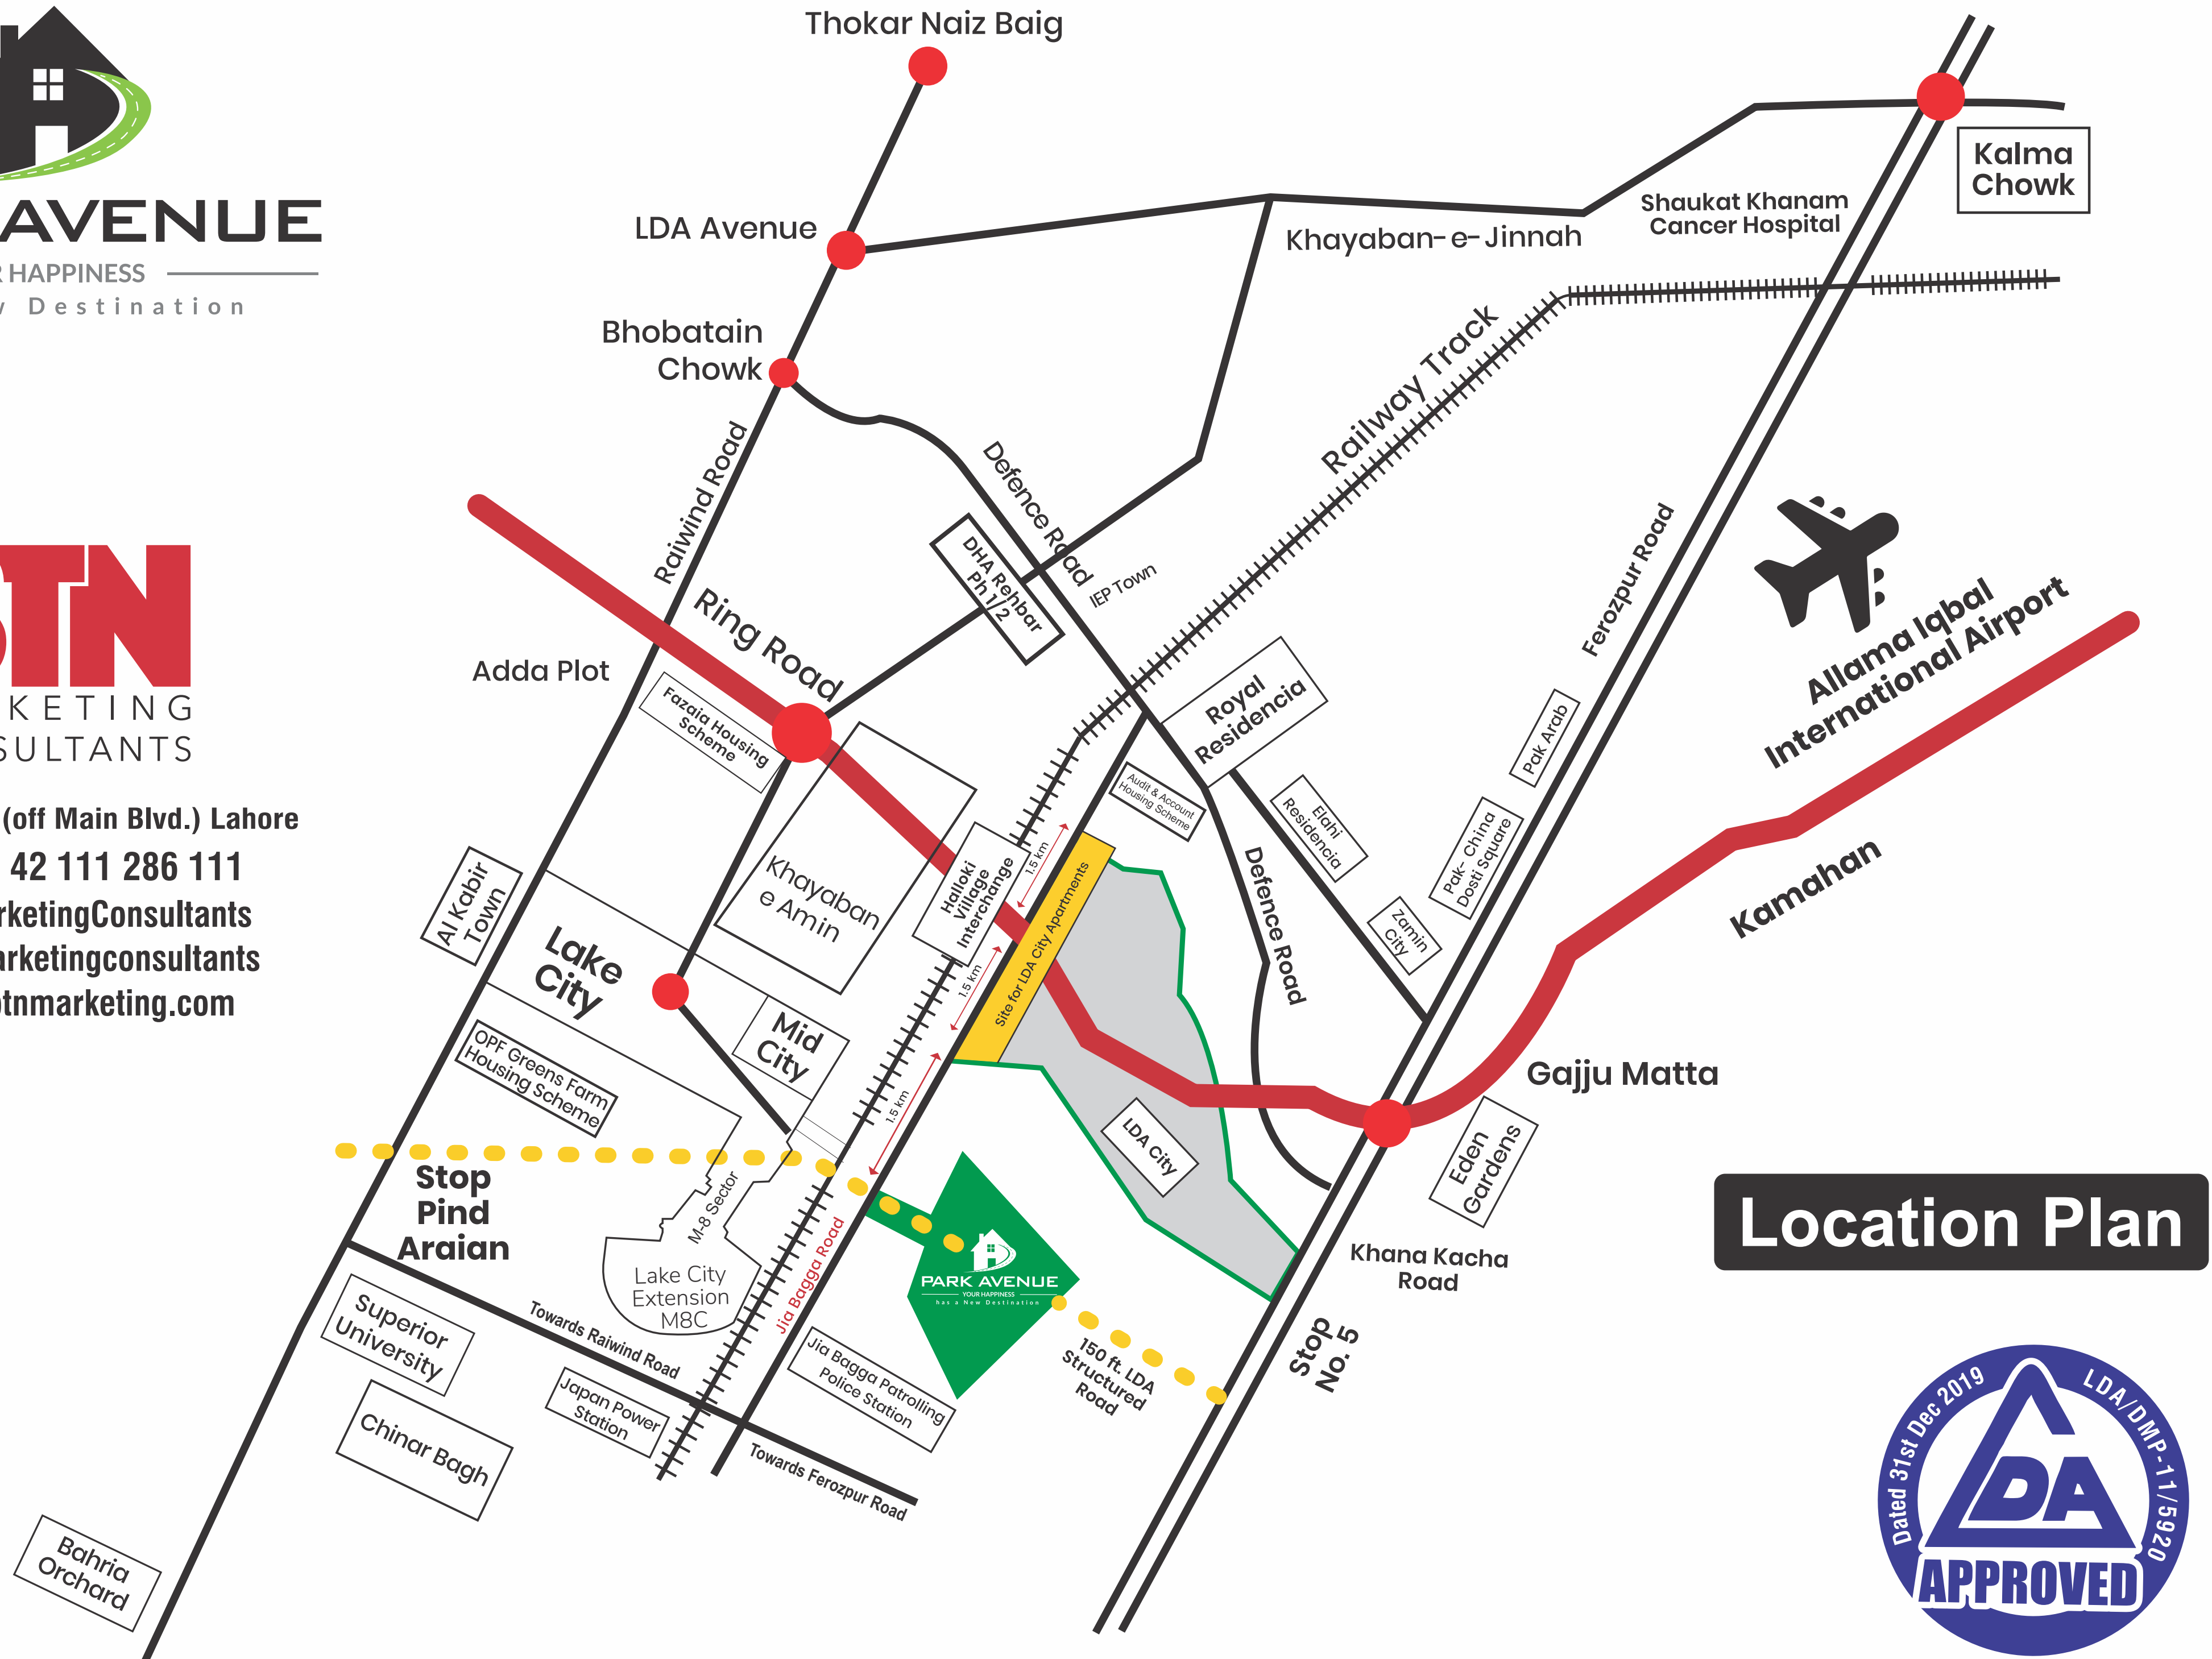 Thokar Naiz Baig
Kalma
Chowk
AVENUE
HAPPINESS
Destination
LDA Avenue
Shaukat Khanam
Cancer Hospital
Khayaban-e-Jinnah
Bhobatain
Chowk
Railway Track
Raiwind Road
Defence Road
DHA Rehbar
Ph 1/2
IEP Town
Ferozpur Road
Allama Iqbal
International Airport
TN
KETING
SULTANTS
(off Main Blvd.) Lahore
42 111 286 111
rketingConsultants
arketingconsultants
tnmarketing.com
Ring Road
Adda Plot
Fazaia Housing
Scheme
Royal
Residencia
Pak Arab
Audit & Account
Housing Scheme
Elahi
Residencia
Pak- China
Dosti Square
Kamahan
Al Kabir
Town
Khayaban
e Amin
Halloki
Village
Interchange
1.5 km
Site for LDA City Apartments
1.5 km
1.5 km
Defence Road
Zamin
City
Lake
City
Mid
City
OPF Greens Farm
Housing Scheme
Gajju Matta
LDA City
Eden
Gardens
Stop
Pind
Araian
M-8 Sector
Lake City
Extension
M8C
Jia Bagga Road
PARK AVENUE
YOUR HAPPINESS
has a New Destination
Khana Kacha
Road
Location Plan
Superior
University
Towards Raiwind Road
Jia Bagga Patrolling
Police Station
150 ft. LDA
Structured
Road
Stop
No. 5
Japan Power
Station
Chinar Bagh
Towards Ferozpur Road
Bahria
Orchard
Dated 31st Dec 2019
LDA/DMP-11/5920
LDA
APPROVED